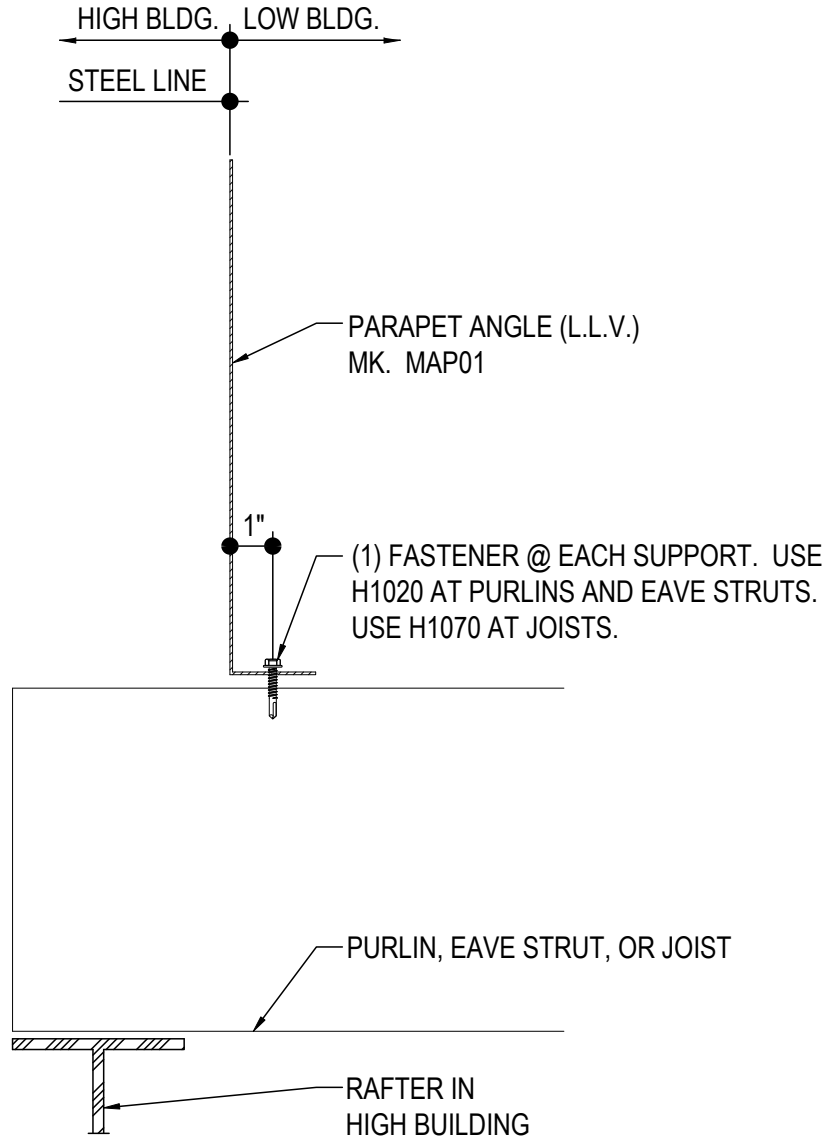 HIGH BLDG. LOW BLDG.
STEEL LINE
PARAPET ANGLE (L.L.V.)
MK. MAP01
1"
(1) FASTENER @ EACH SUPPORT. USE
H1020 AT PURLINS AND EAVE STRUTS.
USE H1070 AT JOISTS.
PURLIN, EAVE STRUT, OR JOIST
RAFTER IN
HIGH BUILDING